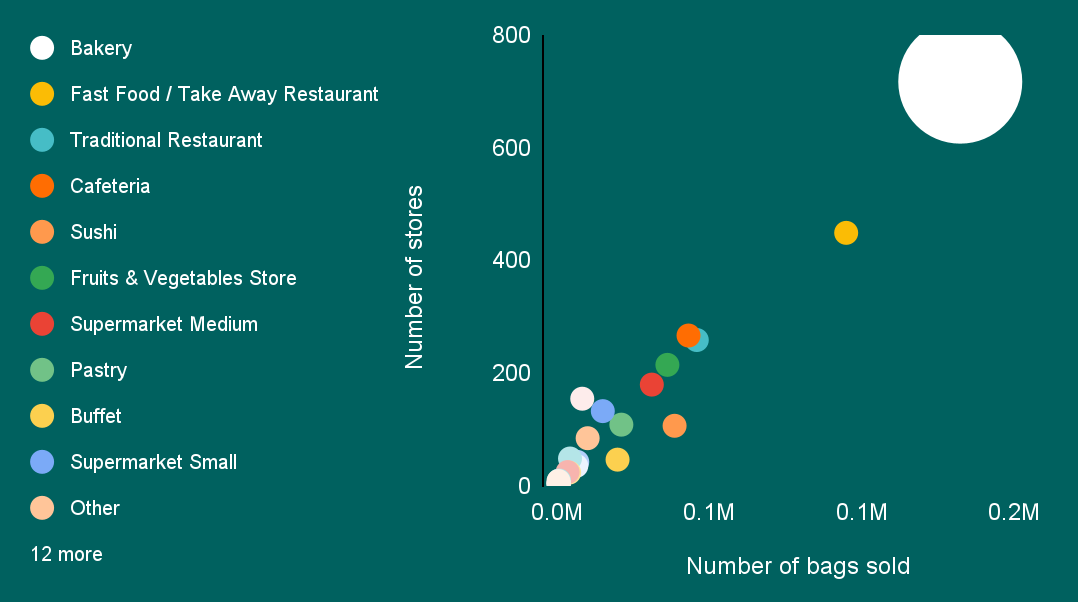 Bakery
Fast Food / Take Away Restaurant
Traditional Restaurant
Cafeteria
Sushi
Fruits & Vegetables Store
Supermarket Medium
Pastry
Buffet
Supermarket Small
Other
12 more
Number of stores
800
600
400
200
0
0.0M 0.1M 0.1M 0.2M
Number of bags sold